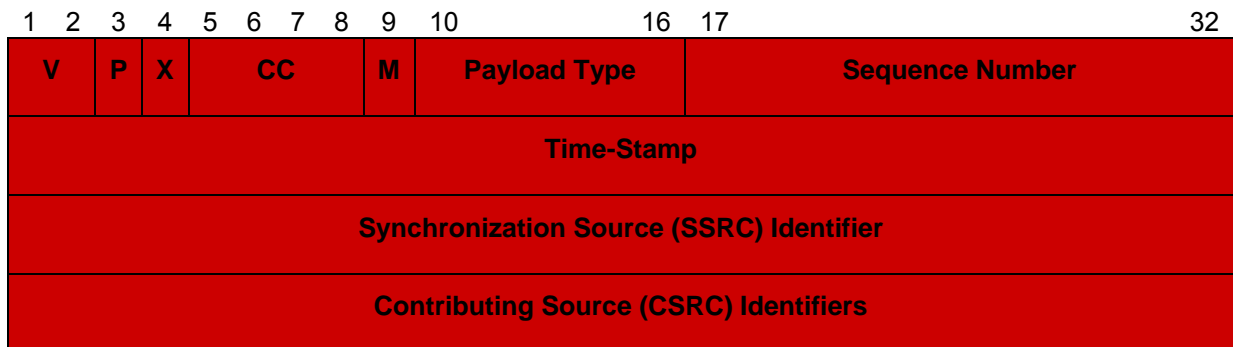 1 2 3 4 5 6 7 8 9 10 16 17 32
V P X CC M Payload Type Sequence Number
Time-Stamp
Synchronization Source (SSRC) Identifier
Contributing Source (CSRC) Identifiers